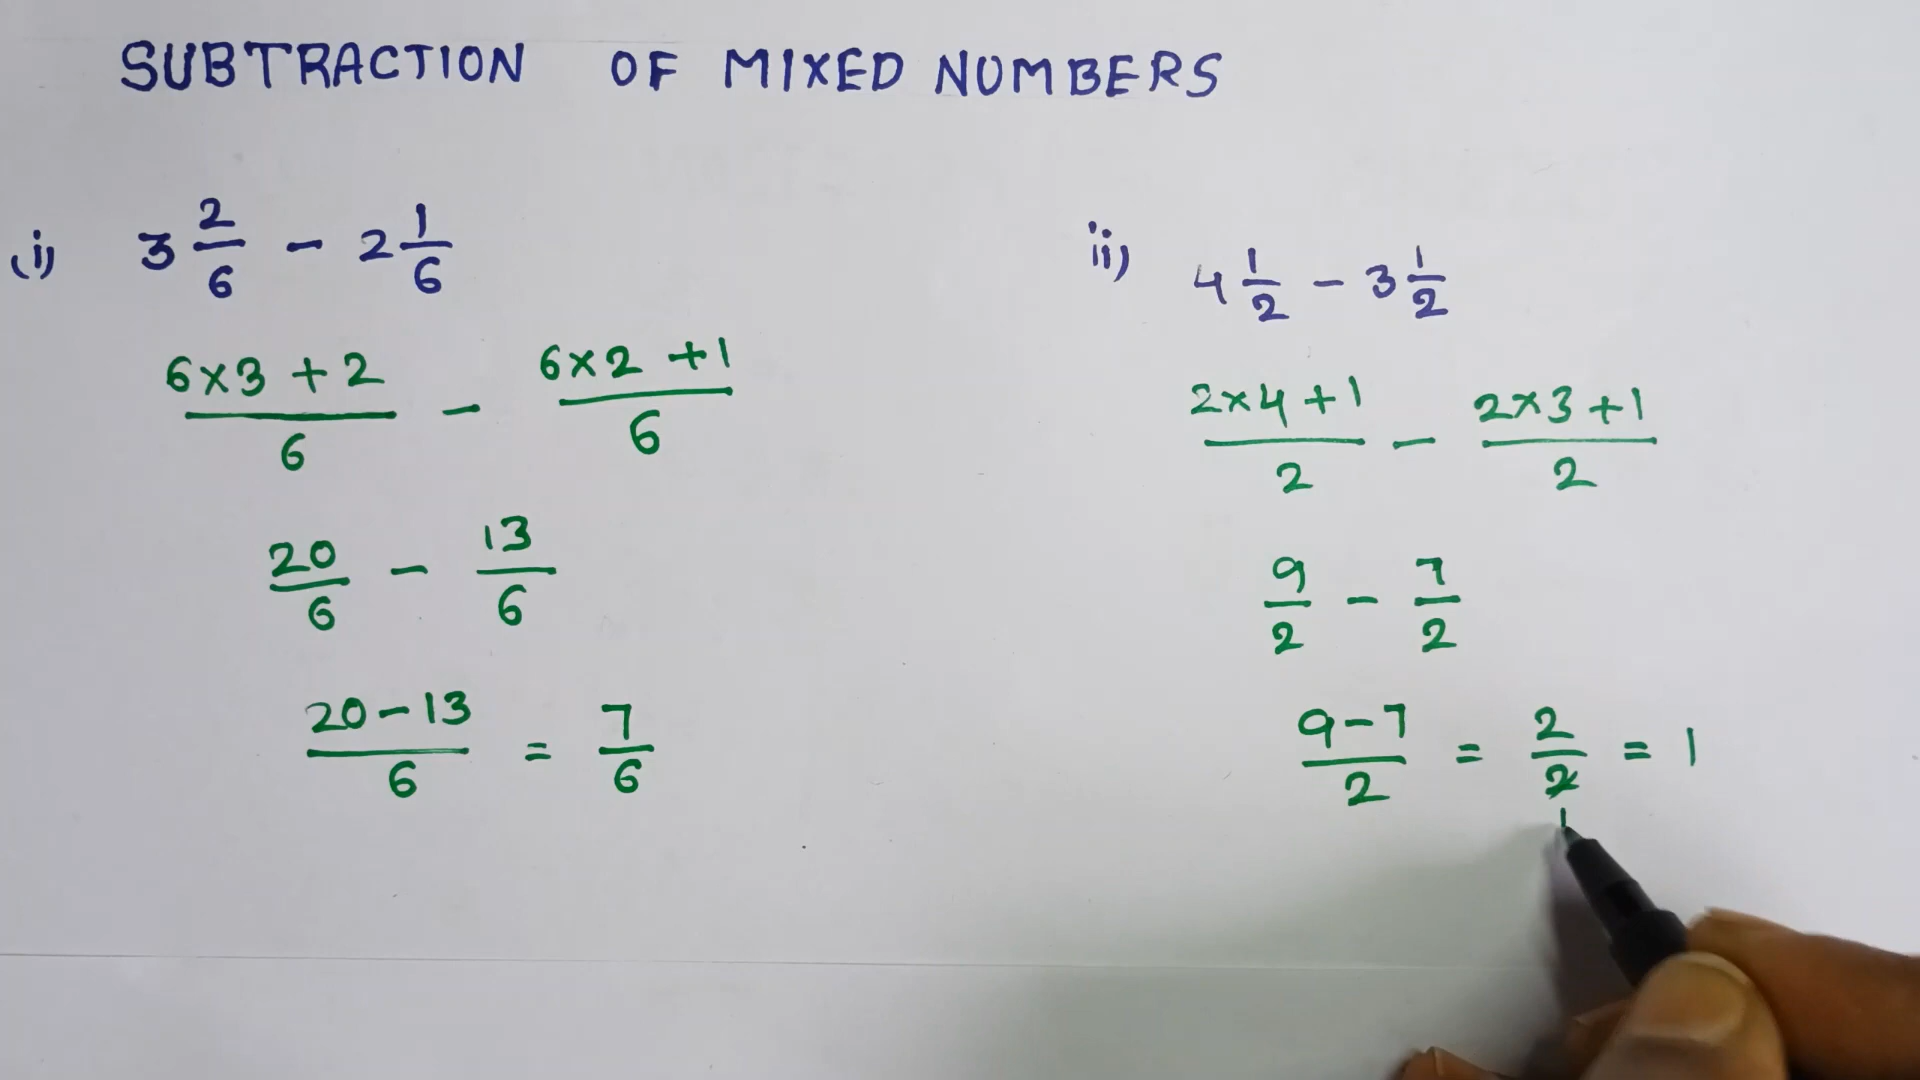 SUBTRACTION OF MIXED NUMBERS
(i) 3 2/6 - 2 1/6
6×3+2/6 - 6×2+1/6
20/6 - 13/6
20-13/6 = 7/6
ii) 4 1/2 - 3 1/2
2×4+1/2 - 2×3+1/2
9/2 - 7/2
9-7/2 = 2/2 = 1
1